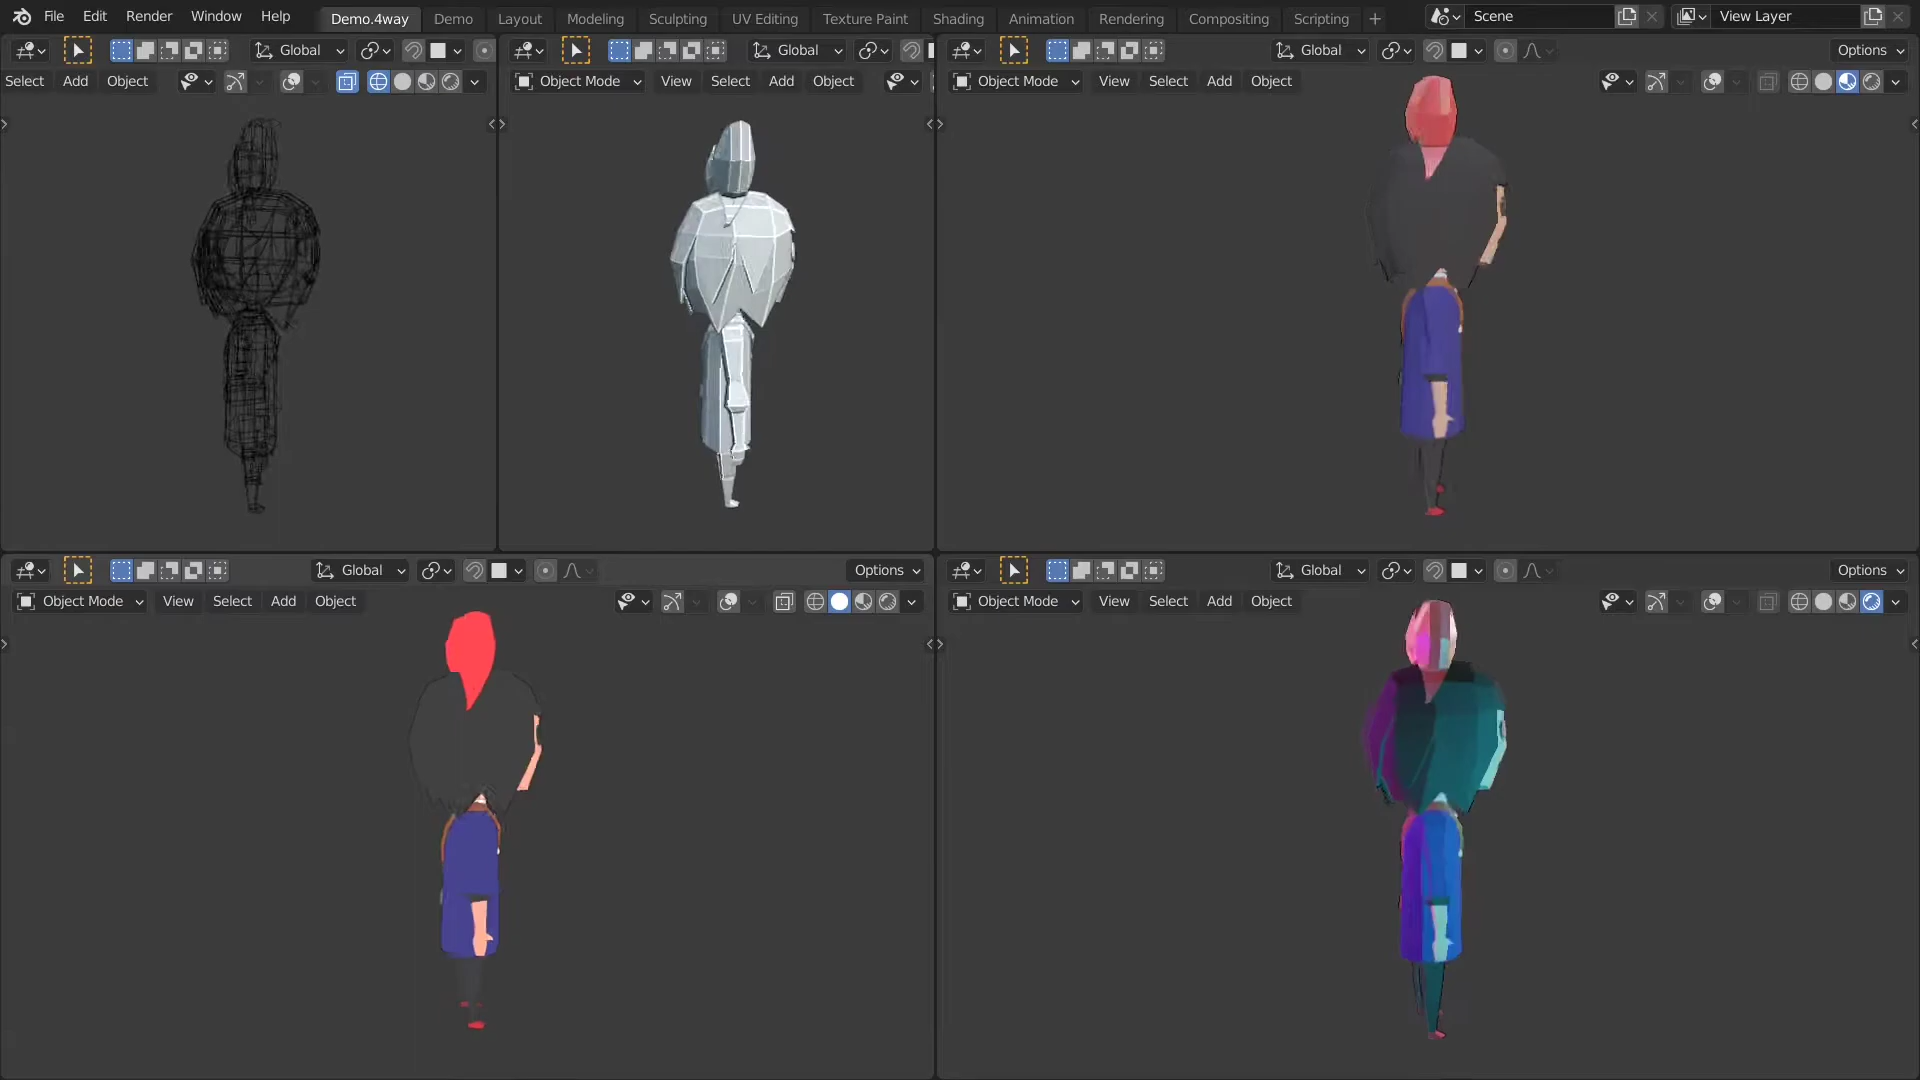 File Edit Render Window Help Demo.4way Demo Layout Modeling Sculpting UV Editing Texture Paint Shading Animation Rendering Compositing Scripting + Scene View Layer
Global Global Global Options
Select Add Object Object Mode View Select Add Object Object Mode View Select Add Object
Global Options Global Options
Object Mode View Select Add Object Object Mode View Select Add Object